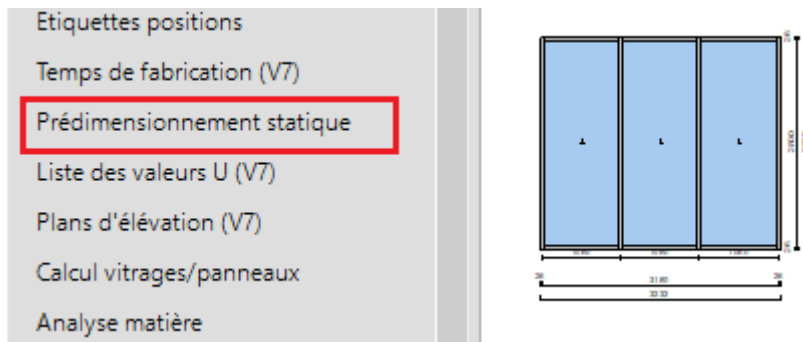 Etiquettes positions
Temps de fabrication (V7)
Prédimensionnement statique
Liste des valeurs U (V7)
Plans d'élévation (V7)
Calcul vitrages/panneaux
Analyse matière
3180
3232